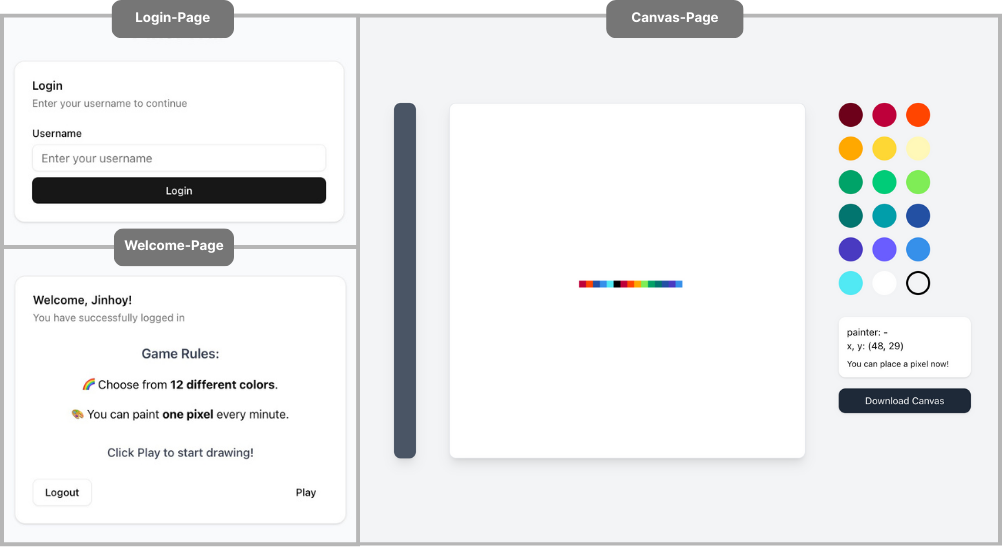 Login-Page
Login
Enter your username to continue
Username
Enter your username
Login
Welcome-Page
Welcome, Jinhoy!
You have successfully logged in
Game Rules:
🌈 Choose from 12 different colors.
🎨 You can paint one pixel every minute.
Click Play to start drawing!
Logout
Play
Canvas-Page
painter: -
x, y: (48, 29)
You can place a pixel now!
Download Canvas